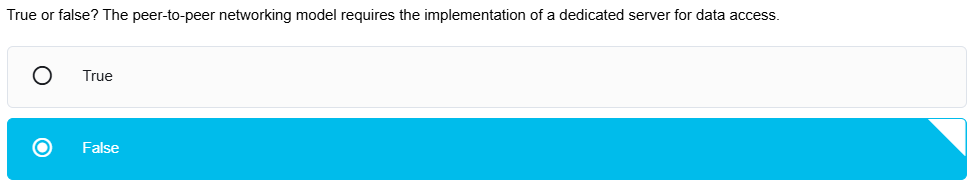 True or false? The peer-to-peer networking model requires the implementation of a dedicated server for data access.
True
False